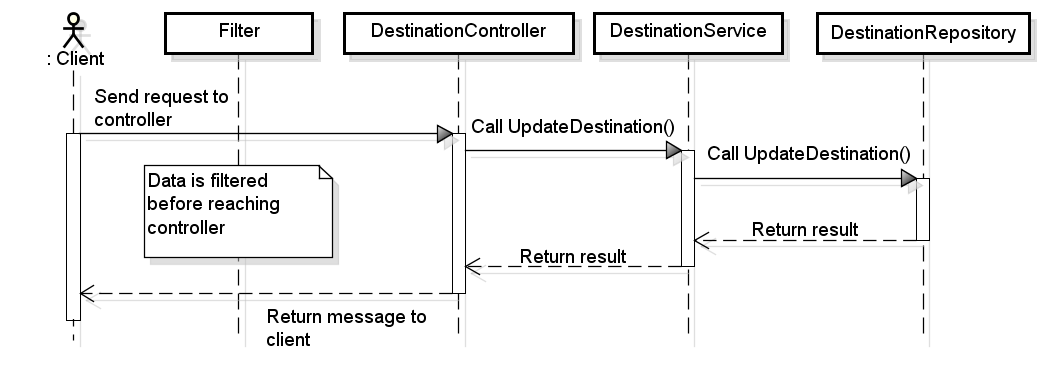 : Client
Filter
DestinationController
DestinationService
DestinationRepository
Send request to
controller
Call UpdateDestination()
Call UpdateDestination()
Data is filtered
before reaching
controller
Return result
Return result
Return message to
client